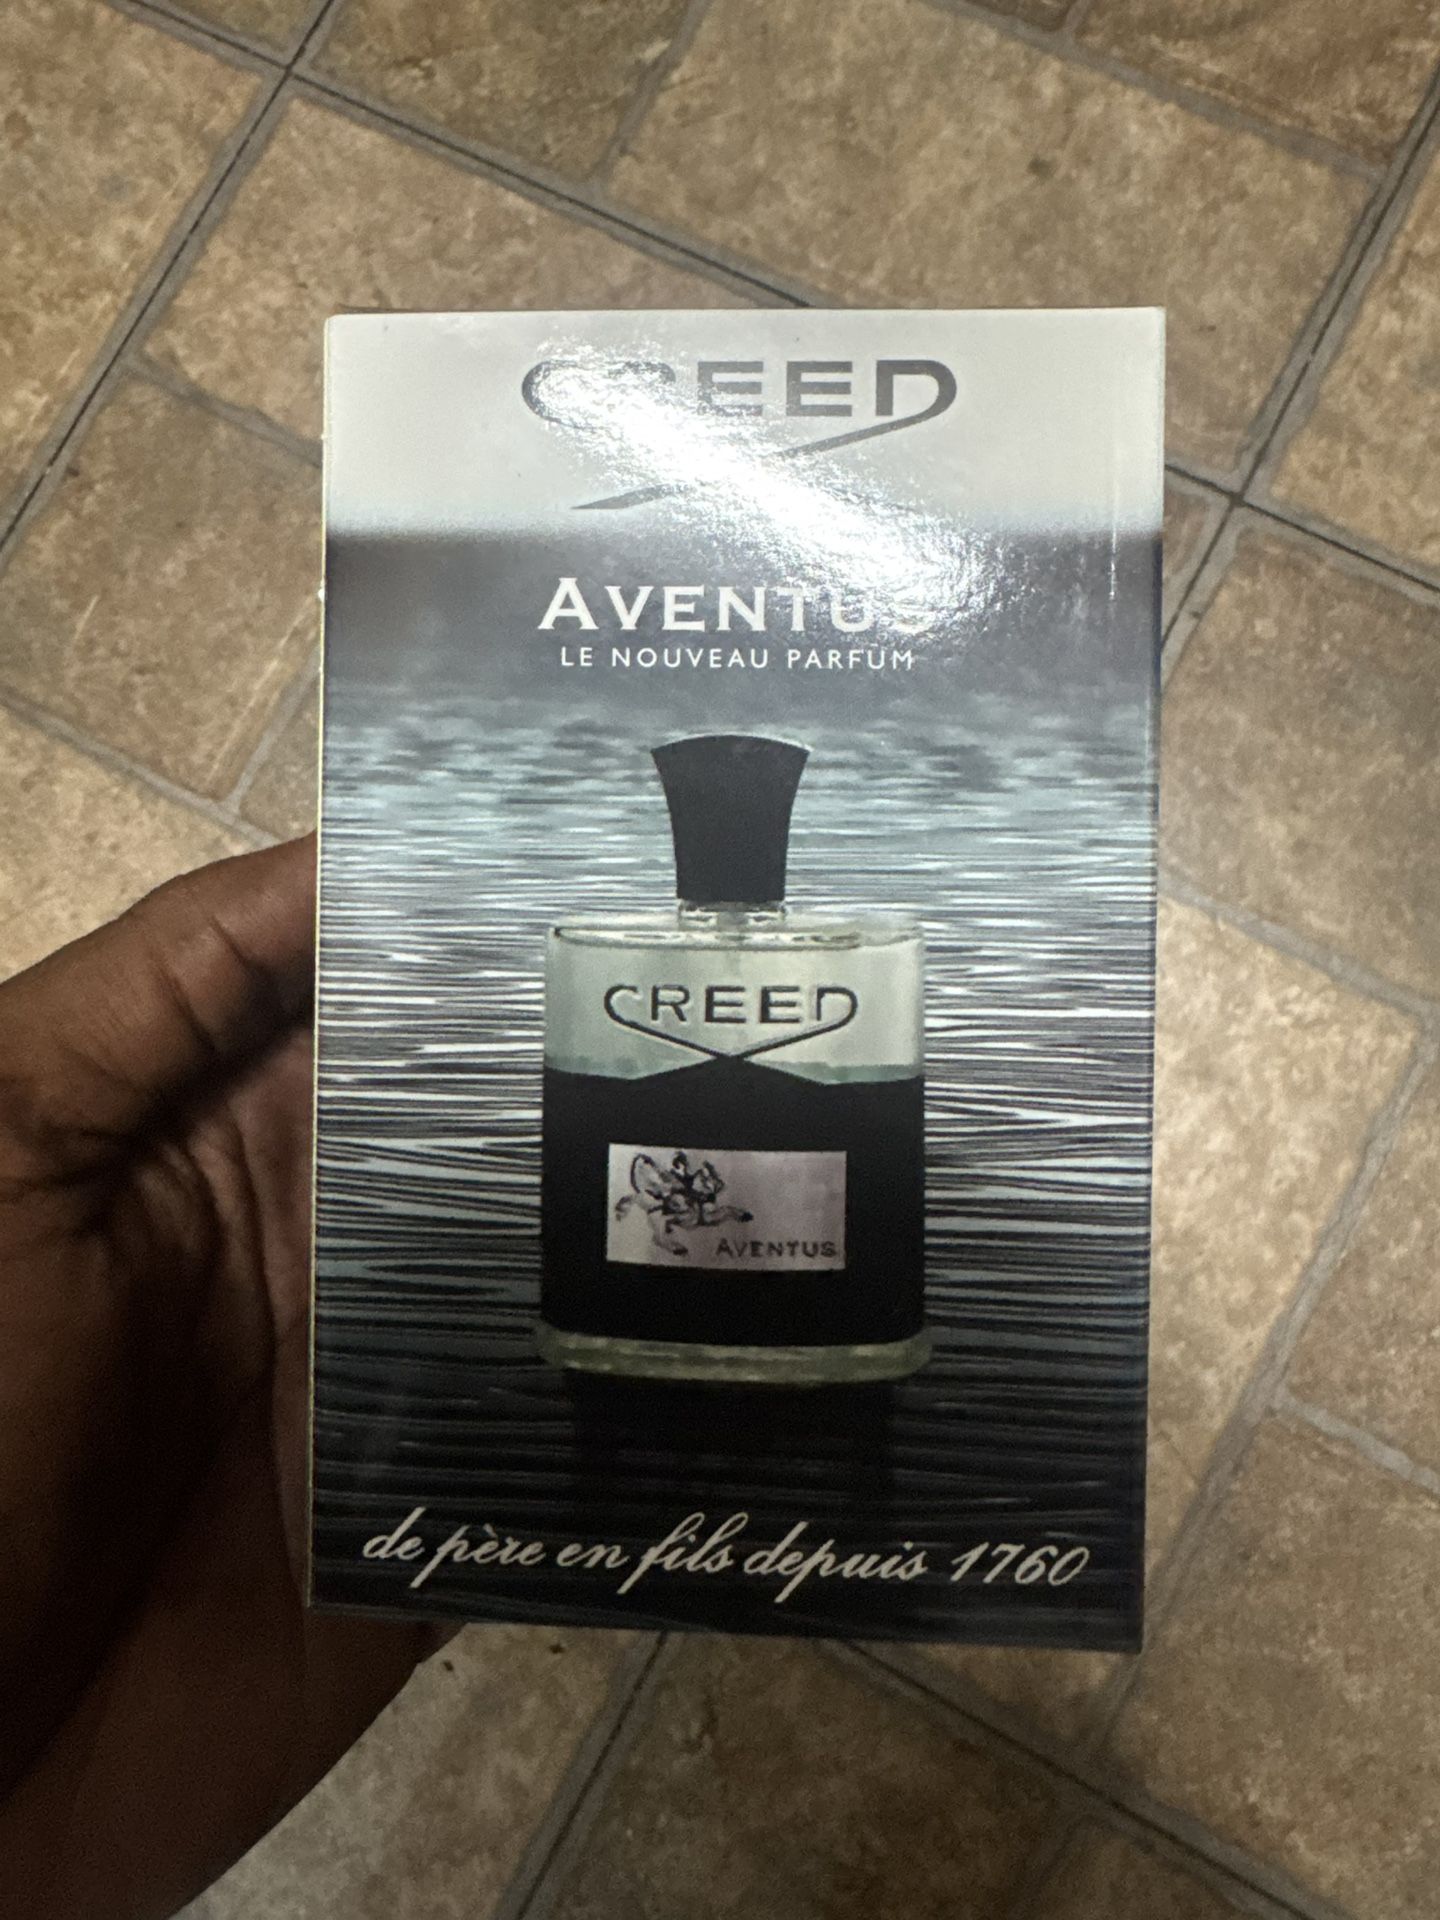 CREED
AVENTUS
LE NOUVEAU PARFUM
CREED
AVENTUS
de père en fils depuis 1760